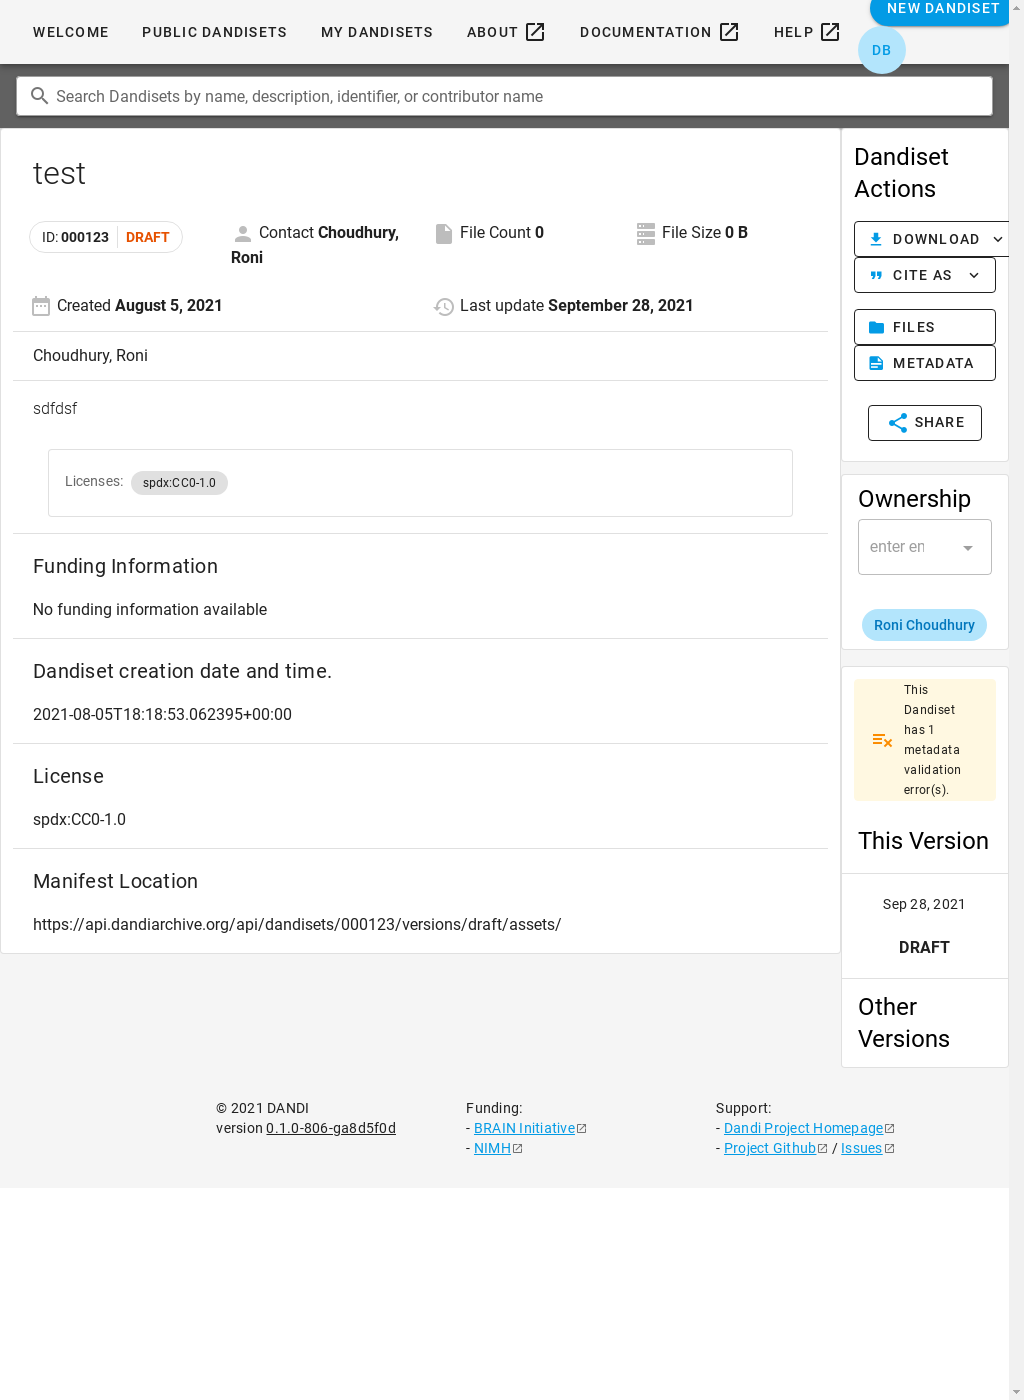 WELCOME PUBLIC DANDISETS MY DANDISETS ABOUT DOCUMENTATION HELP NEW DANDISET
DB
Search Dandisets by name, description, identifier, or contributor name
test
ID: 000123 DRAFT
Contact Choudhury, Roni
File Count 0
File Size 0 B
Created August 5, 2021
Last update September 28, 2021
Choudhury, Roni
sdfdsf
Licenses: spdx:CC0-1.0
Funding Information
No funding information available
Dandiset creation date and time.
2021-08-05T18:18:53.062395+00:00
License
spdx:CC0-1.0
Manifest Location
https://api.dandiarchive.org/api/dandisets/000123/versions/draft/assets/
Dandiset
Actions
DOWNLOAD
CITE AS
FILES
METADATA
SHARE
Ownership
enter en
Roni Choudhury
This
Dandiset
has 1
metadata
validation
error(s).
This Version
Sep 28, 2021
DRAFT
Other
Versions
© 2021 DANDI
version 0.1.0-806-ga8d5f0d
Funding:
- BRAIN Initiative
- NIMH
Support:
- Dandi Project Homepage
- Project Github / Issues